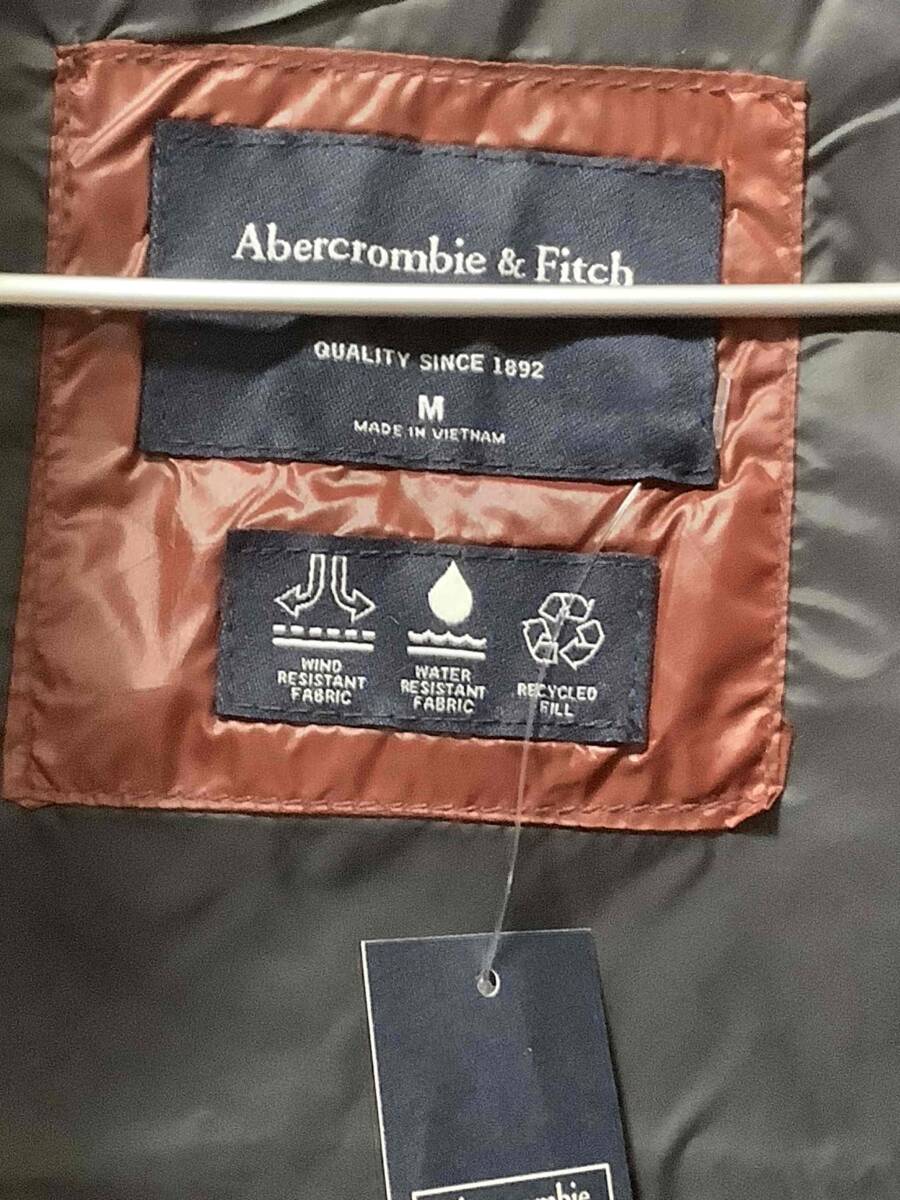 Abercrombie & Fitch
QUALITY SINCE 1892
M
MADE IN VIETNAM
WIND
RESISTANT
FABRIC
WATER
RESISTANT
FABRIC
RECYCLED
FILL